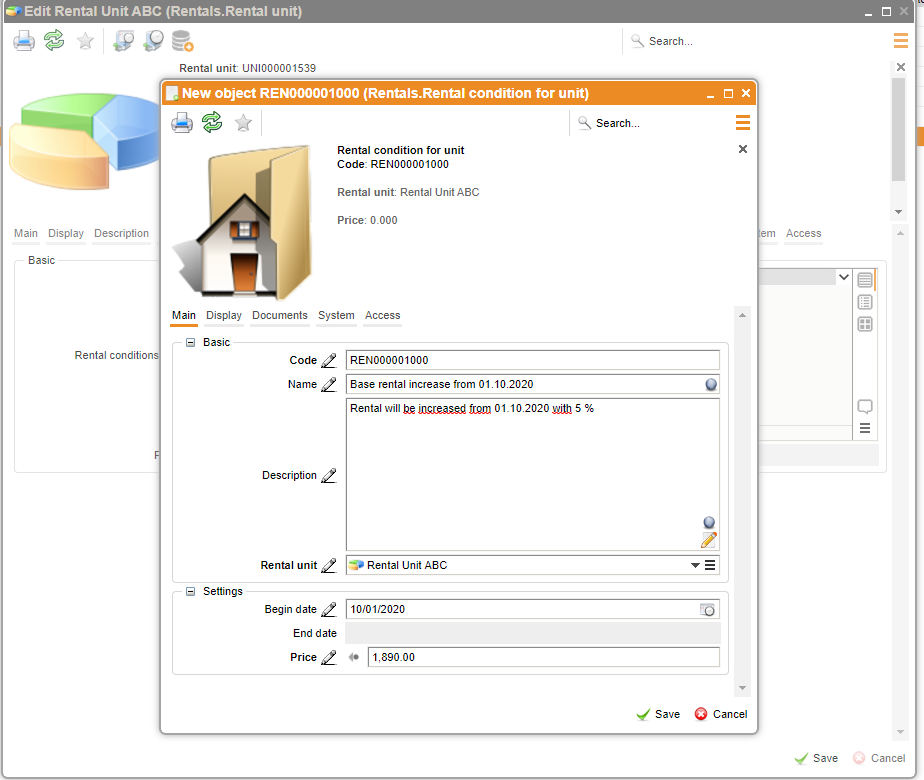 Edit Rental Unit ABC (Rentals.Rental unit)
Search...
Rental unit: UNI000001539
New object REN000001000 (Rentals.Rental condition for unit)
Search...
Rental condition for unit
Code: REN000001000
Rental unit: Rental Unit ABC
Price: 0.000
Main Display Description
Access
Main Display Documents System Access
Basic
Rental conditions
Basic
Code REN000001000
Name Base rental increase from 01.10.2020
Rental will be increased from 01.10.2020 with 5 %
Description
Rental unit Rental Unit ABC
Settings
Begin date 10/01/2020
End date
Price 1,890.00
Save Cancel
Save Cancel